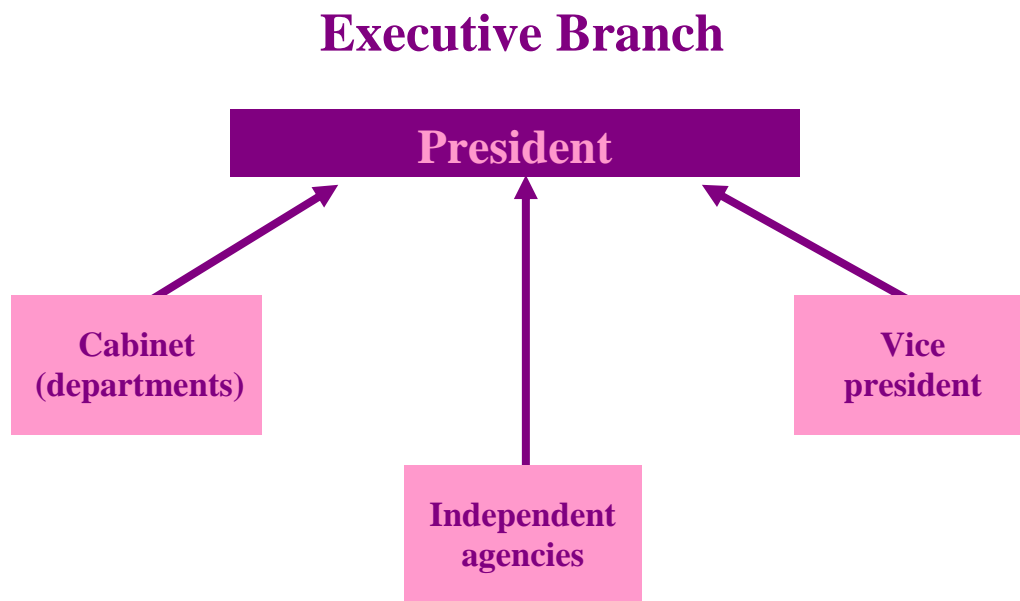 Executive Branch
President
Cabinet
(departments)
Vice
president
Independent
agencies